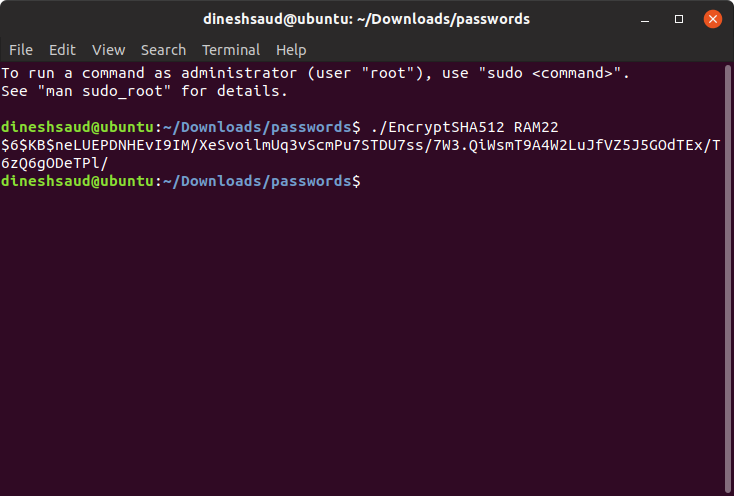 dineshsaud@ubuntu: ~/Downloads/passwords
File Edit View Search Terminal Help
To run a command as administrator (user "root"), use "sudo <command>".
See "man sudo_root" for details.
dineshsaud@ubuntu:~/Downloads/passwords$ ./EncryptSHA512 RAM22
$6$KB$neLUEPDNHEvI9IM/XeSvoilmUq3vScmPu7STDU7ss/7W3.QiWsmT9A4W2LuJfVZ5J5GOdTEx/T
6zQ6gODeTPl/
dineshsaud@ubuntu:~/Downloads/passwords$